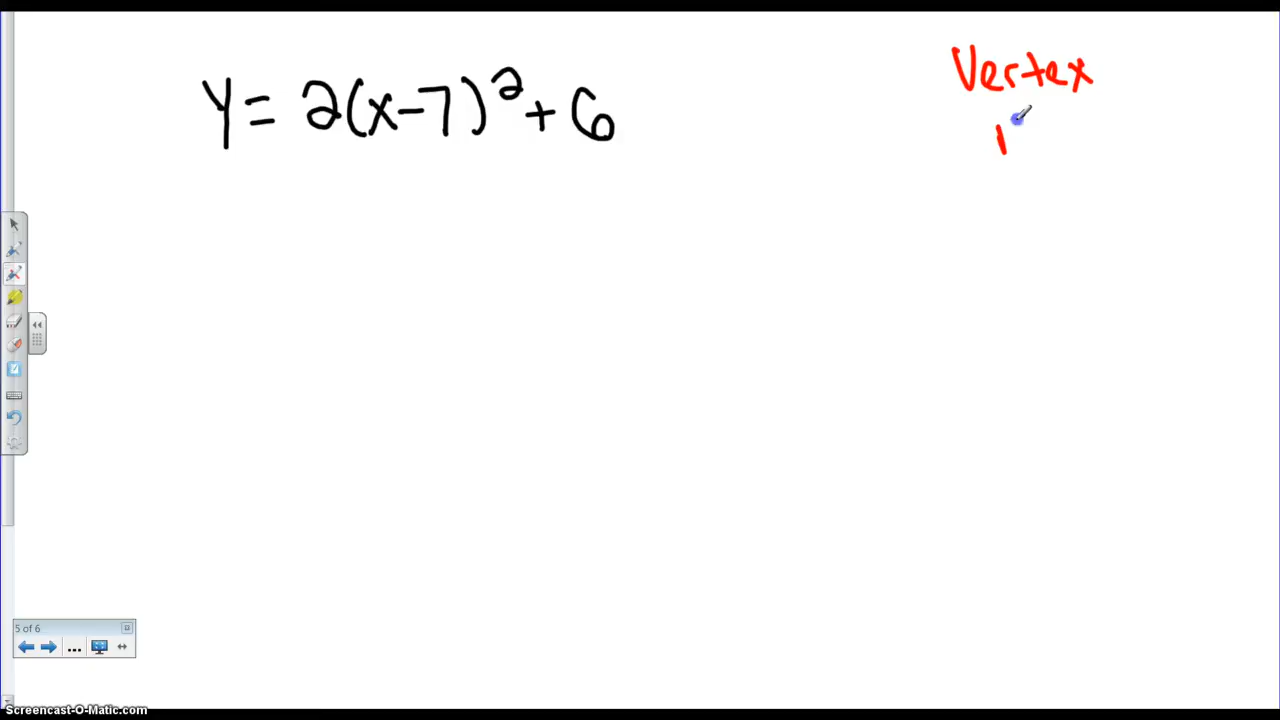 Y = 2(x-7)² + 6
Vertex
5 of 6
...
Screencast-O-Matic.com